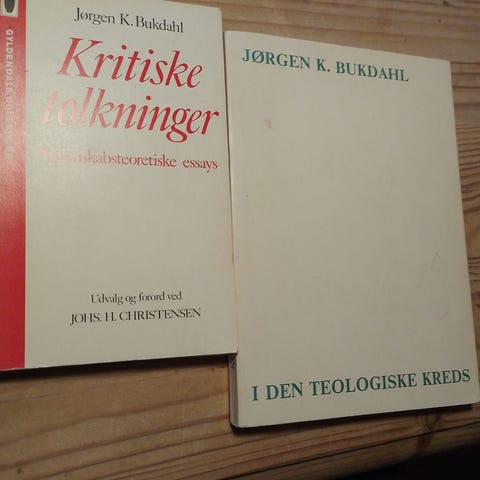 Jørgen K. Bukdahl
Kritiske
tolkninger
essays
Udvalg og forord ved
JOHS. H. CHRISTENSEN
JØRGEN K. BUKDAHL
I DEN TEOLOGISKE KREDS